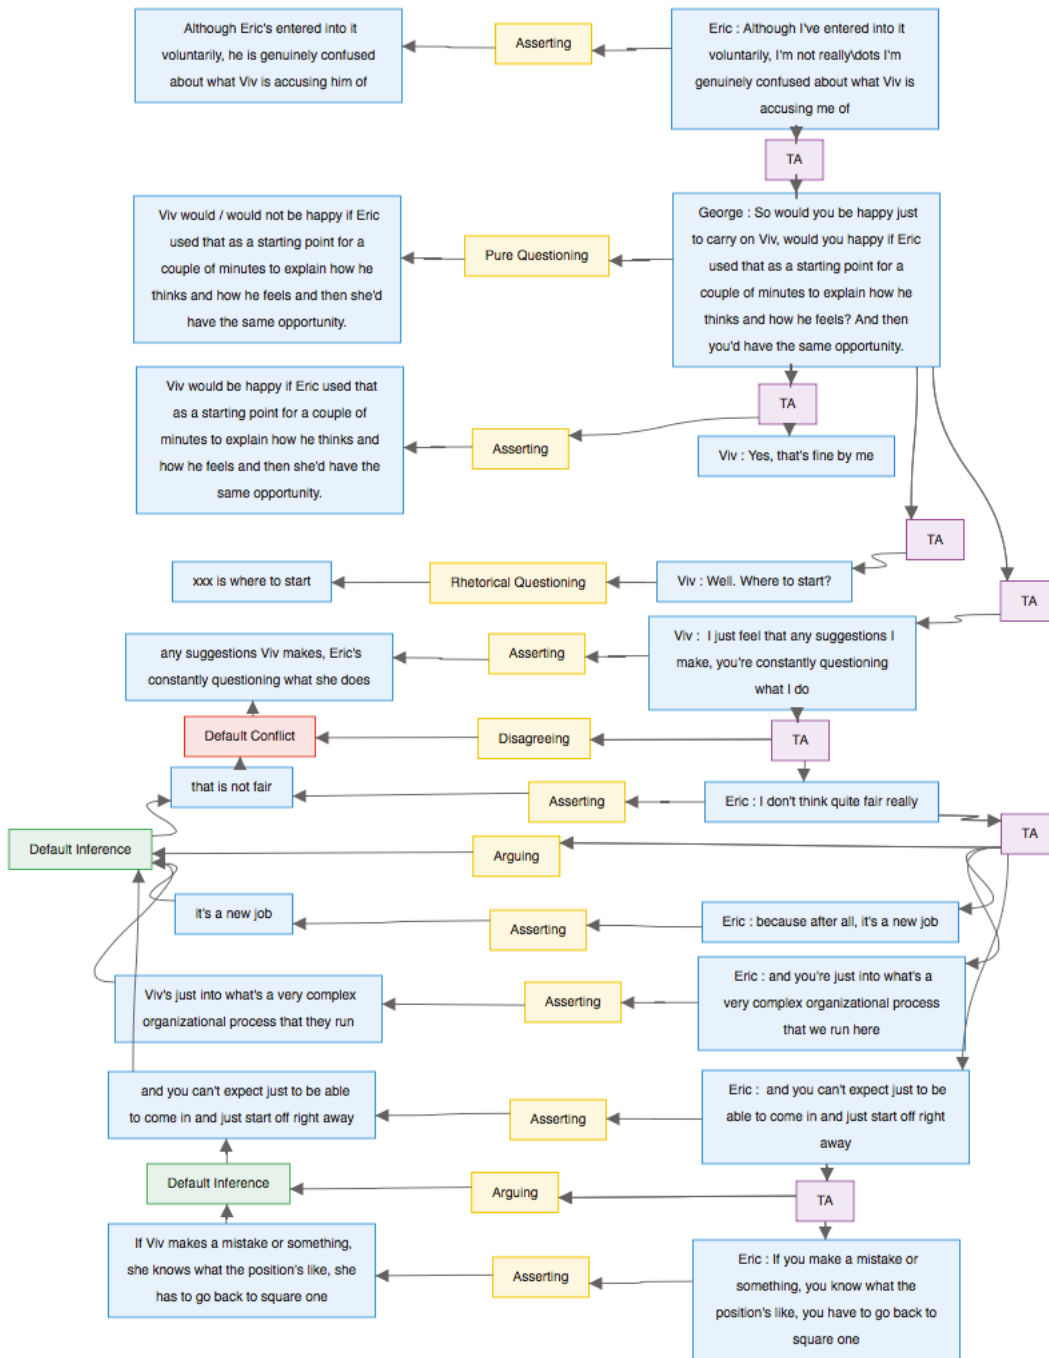 Although Eric's entered into it
voluntarily, he is genuinely confused
about what Viv is accusing him of
Asserting
Eric : Although I've entered into it
voluntarily, I'm not really\dots I'm
genuinely confused about what Viv is
accusing me of
TA
Viv would / would not be happy if Eric
used that as a starting point for a
couple of minutes to explain how he
thinks and how he feels and then she'd
have the same opportunity.
Pure Questioning
George : So would you be happy just
to carry on Viv, would you happy if Eric
used that as a starting point for a
couple of minutes to explain how he
thinks and how he feels? And then
you'd have the same opportunity.
Viv would be happy if Eric used that
as a starting point for a couple of
minutes to explain how he thinks and
how he feels and then she'd have the
same opportunity.
Asserting
TA
Viv : Yes, that's fine by me
TA
xxx is where to start
Rhetorical Questioning
Viv : Well. Where to start?
TA
any suggestions Viv makes, Eric's
constantly questioning what she does
Asserting
Viv :  I just feel that any suggestions I
make, you're constantly questioning
what I do
Default Conflict
Disagreeing
TA
that is not fair
Asserting
Eric : I don't think quite fair really
Default Inference
Arguing
TA
it's a new job
Asserting
Eric : because after all, it's a new job
Viv's just into what's a very complex
organizational process that they run
Asserting
Eric : and you're just into what's a
very complex organizational process
that we run here
and you can't expect just to be able
to come in and just start off right away
Asserting
Eric :  and you can't expect just to be
able to come in and just start off right
away
Default Inference
Arguing
TA
If Viv makes a mistake or something,
she knows what the position's like, she
has to go back to square one
Asserting
Eric : If you make a mistake or
something, you know what the
position's like, you have to go back to
square one